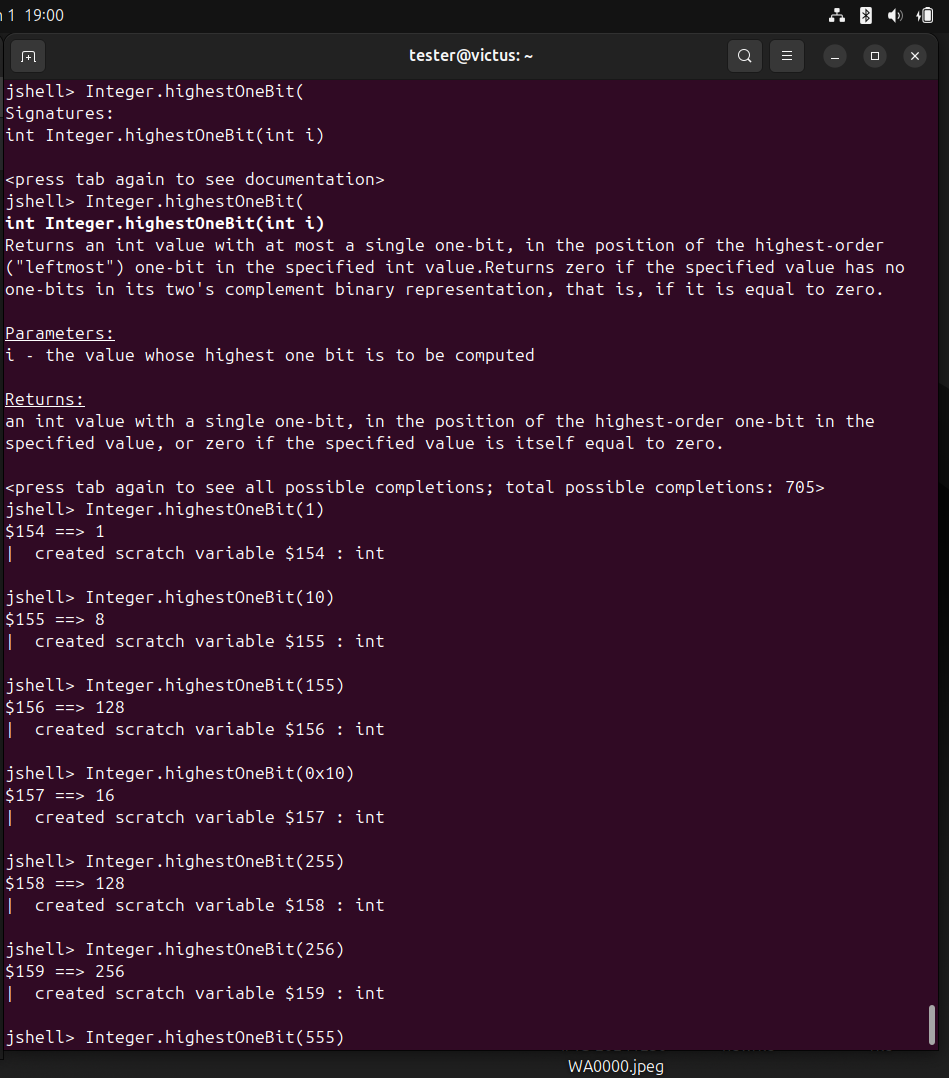 1 19:00
tester@victus: ~
jshell> Integer.highestOneBit(
Signatures:
int Integer.highestOneBit(int i)
<press tab again to see documentation>
jshell> Integer.highestOneBit(
int Integer.highestOneBit(int i)
Returns an int value with at most a single one-bit, in the position of the highest-order
("leftmost") one-bit in the specified int value.Returns zero if the specified value has no
one-bits in its two's complement binary representation, that is, if it is equal to zero.
Parameters:
i - the value whose highest one bit is to be computed
Returns:
an int value with a single one-bit, in the position of the highest-order one-bit in the
specified value, or zero if the specified value is itself equal to zero.
<press tab again to see all possible completions; total possible completions: 705>
jshell> Integer.highestOneBit(1)
$154 ==> 1
|  created scratch variable $154 : int
jshell> Integer.highestOneBit(10)
$155 ==> 8
|  created scratch variable $155 : int
jshell> Integer.highestOneBit(155)
$156 ==> 128
|  created scratch variable $156 : int
jshell> Integer.highestOneBit(0x10)
$157 ==> 16
|  created scratch variable $157 : int
jshell> Integer.highestOneBit(255)
$158 ==> 128
|  created scratch variable $158 : int
jshell> Integer.highestOneBit(256)
$159 ==> 256
|  created scratch variable $159 : int
jshell> Integer.highestOneBit(555)
WA0000.jpeg